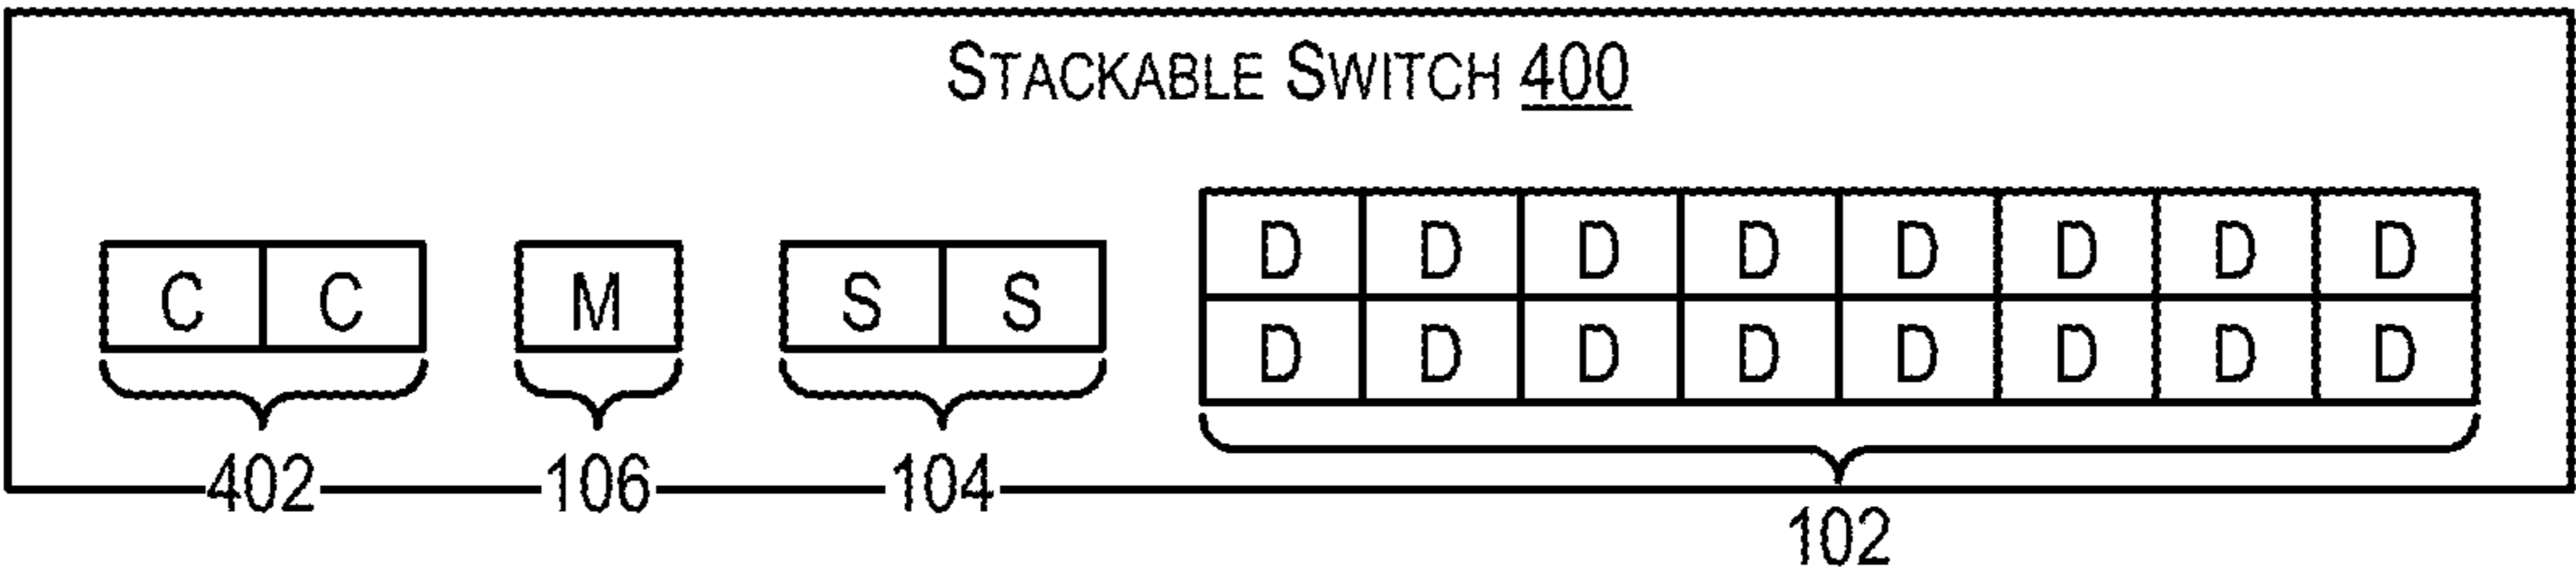 STACKABLE SWITCH 400
D D D D D D D D
C C M S S
D D D D D D D D
402 106 104
102